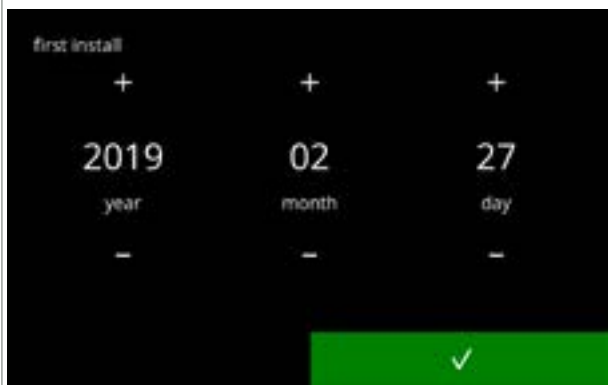 first install
+ + +
2019 02 27
year month day
– – –
✓